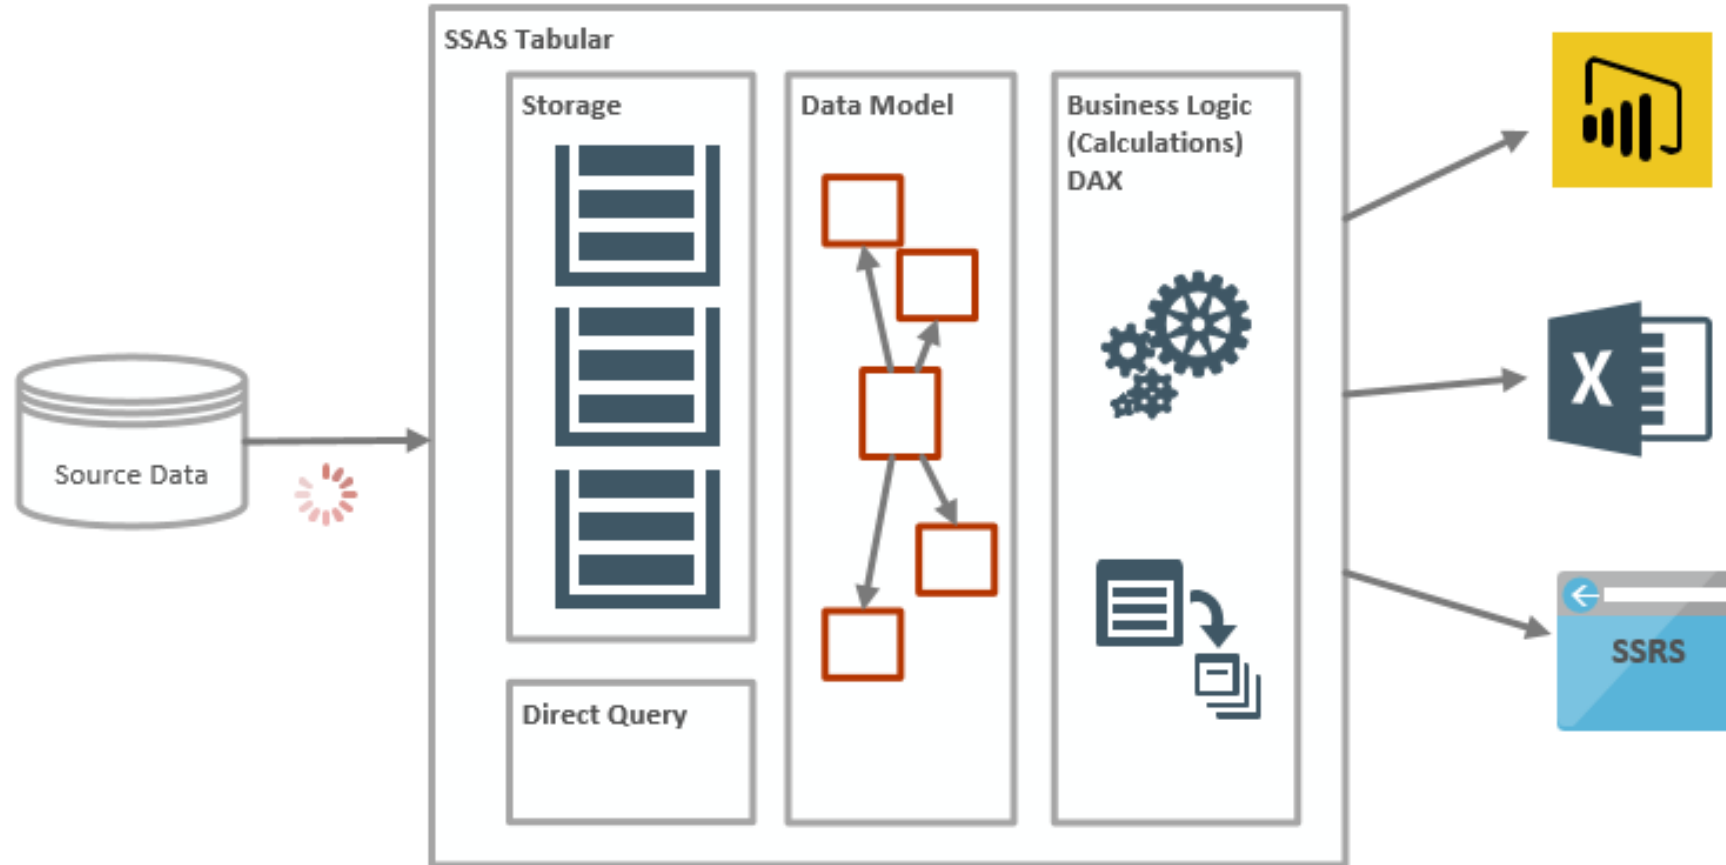 SSAS Tabular
Storage
Data Model
Business Logic
(Calculations)
DAX
Source Data
X
SSRS
Direct Query